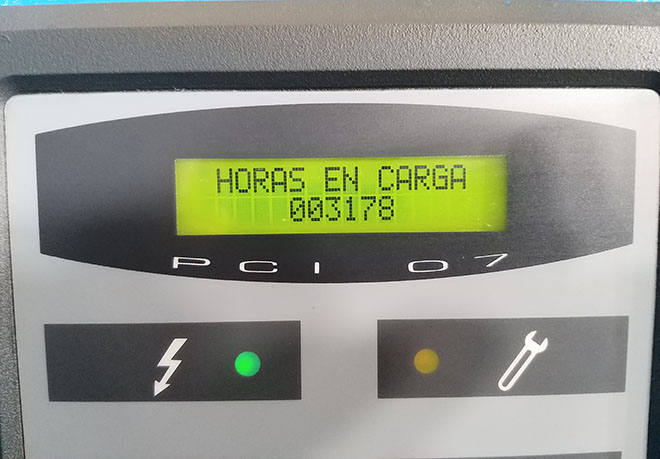 HORAS EN CARGA
003178
PCI 07